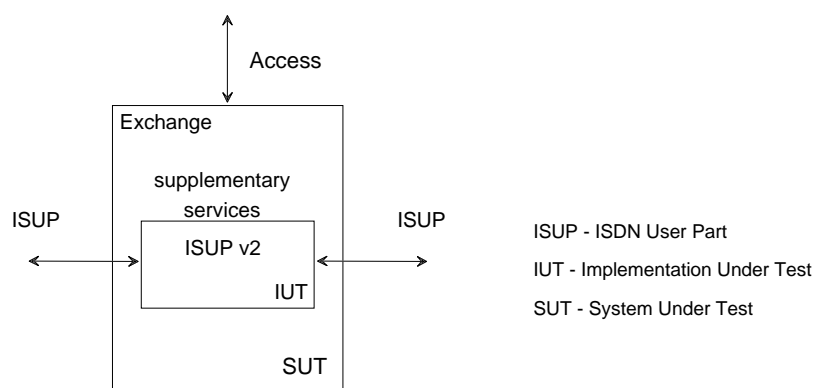 Access
Exchange
supplementary
services
ISUP
ISUP
ISUP v2
IUT
SUT
ISUP - ISDN User Part
IUT - Implementation Under Test
SUT - System Under Test